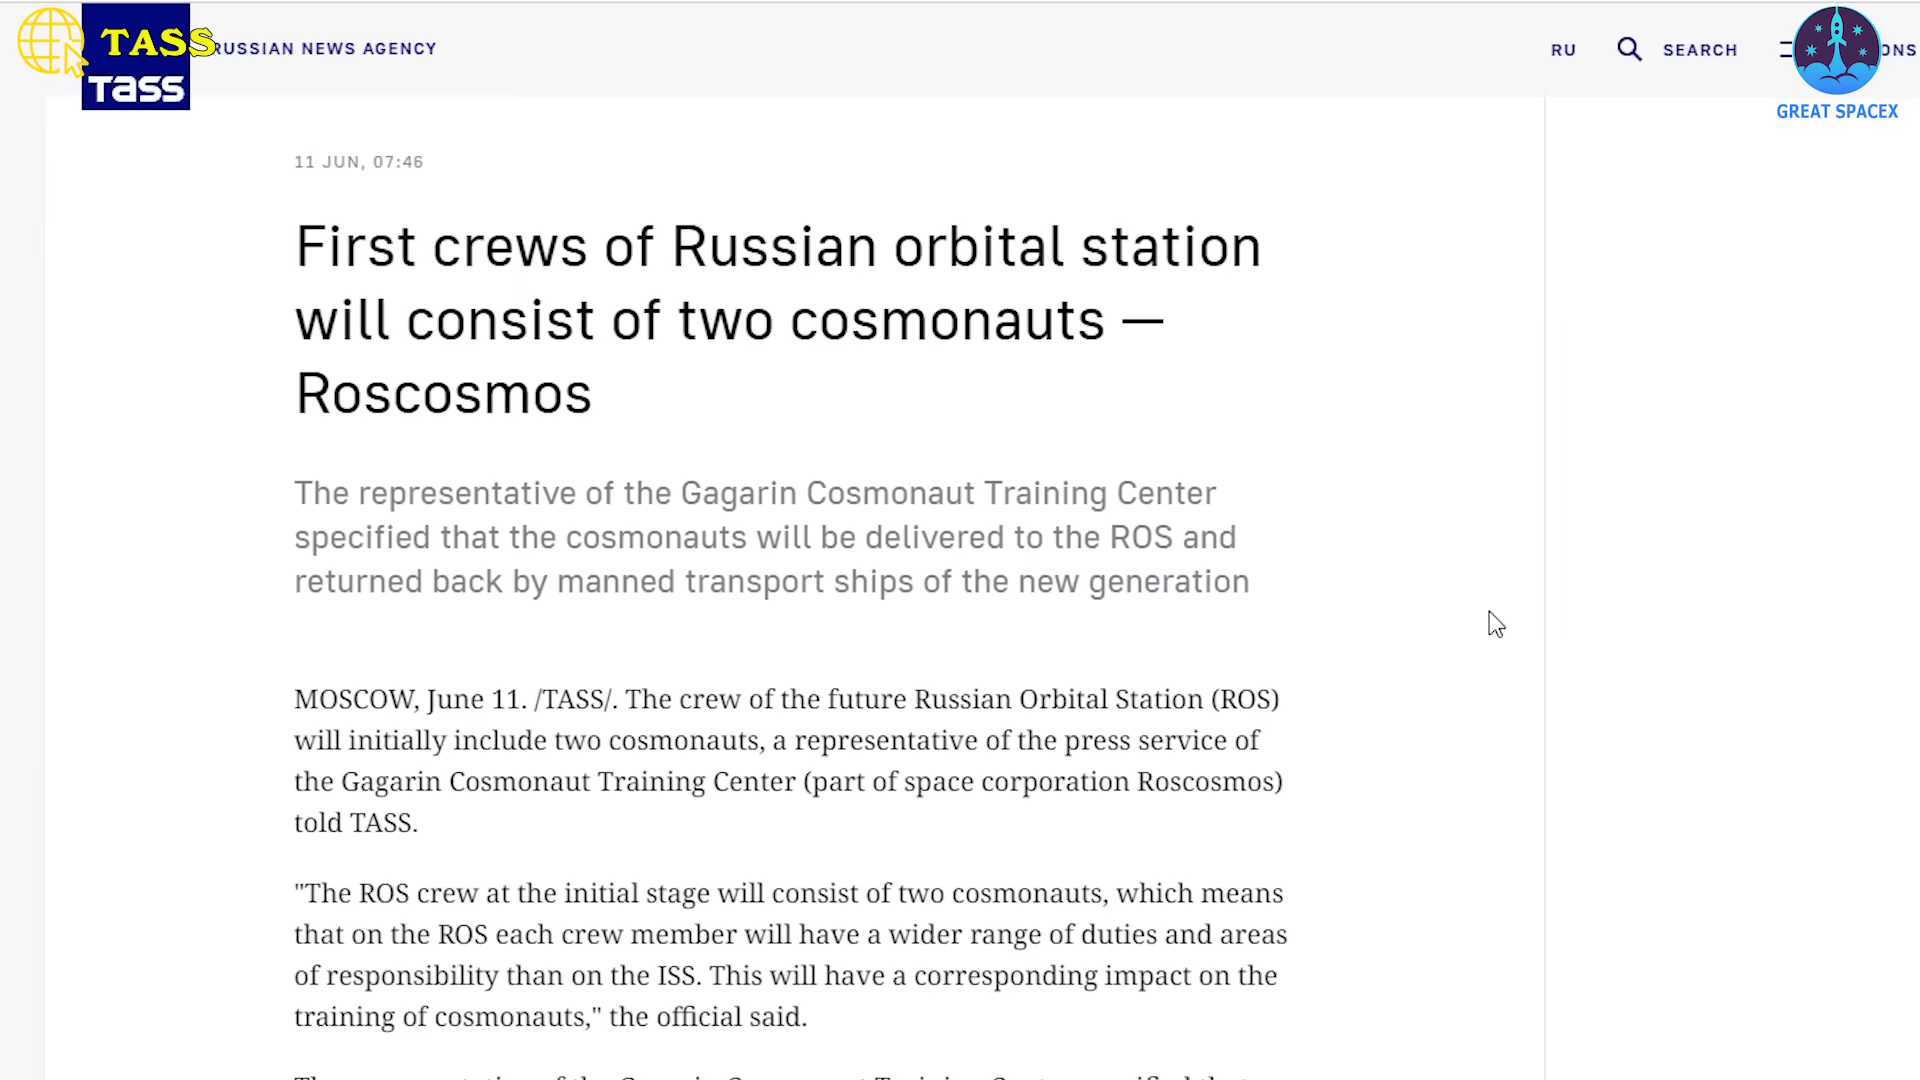 TASS
TASS
RUSSIAN NEWS AGENCY
RU
SEARCH
GREAT SPACEX
11 JUN, 07:46
First crews of Russian orbital station
will consist of two cosmonauts —
Roscosmos
The representative of the Gagarin Cosmonaut Training Center
specified that the cosmonauts will be delivered to the ROS and
returned back by manned transport ships of the new generation
MOSCOW, June 11. /TASS/. The crew of the future Russian Orbital Station (ROS)
will initially include two cosmonauts, a representative of the press service of
the Gagarin Cosmonaut Training Center (part of space corporation Roscosmos)
told TASS.
"The ROS crew at the initial stage will consist of two cosmonauts, which means
that on the ROS each crew member will have a wider range of duties and areas
of responsibility than on the ISS. This will have a corresponding impact on the
training of cosmonauts," the official said.